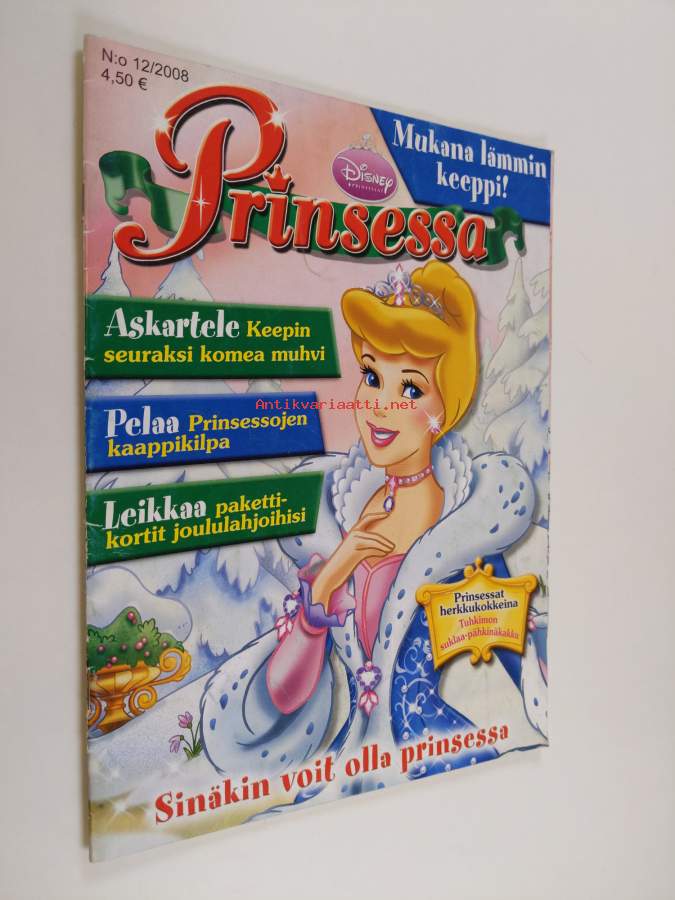 N:o 12/2008
4,50 €
Prinsessa
Disney
Mukana lämmin
keeppi!
Askartele Keepin
seuraksi komea muhvi
Pelaa Prinsessojen
kaappikilpa
Leikkaa paketti-
kortit joululahjoihisi
Antikvariaatti.net
Prinsessat
herkkukokkeina
Tuhkimon
suklaa-pähkinäkakku
Sinäkin voit olla prinsessa